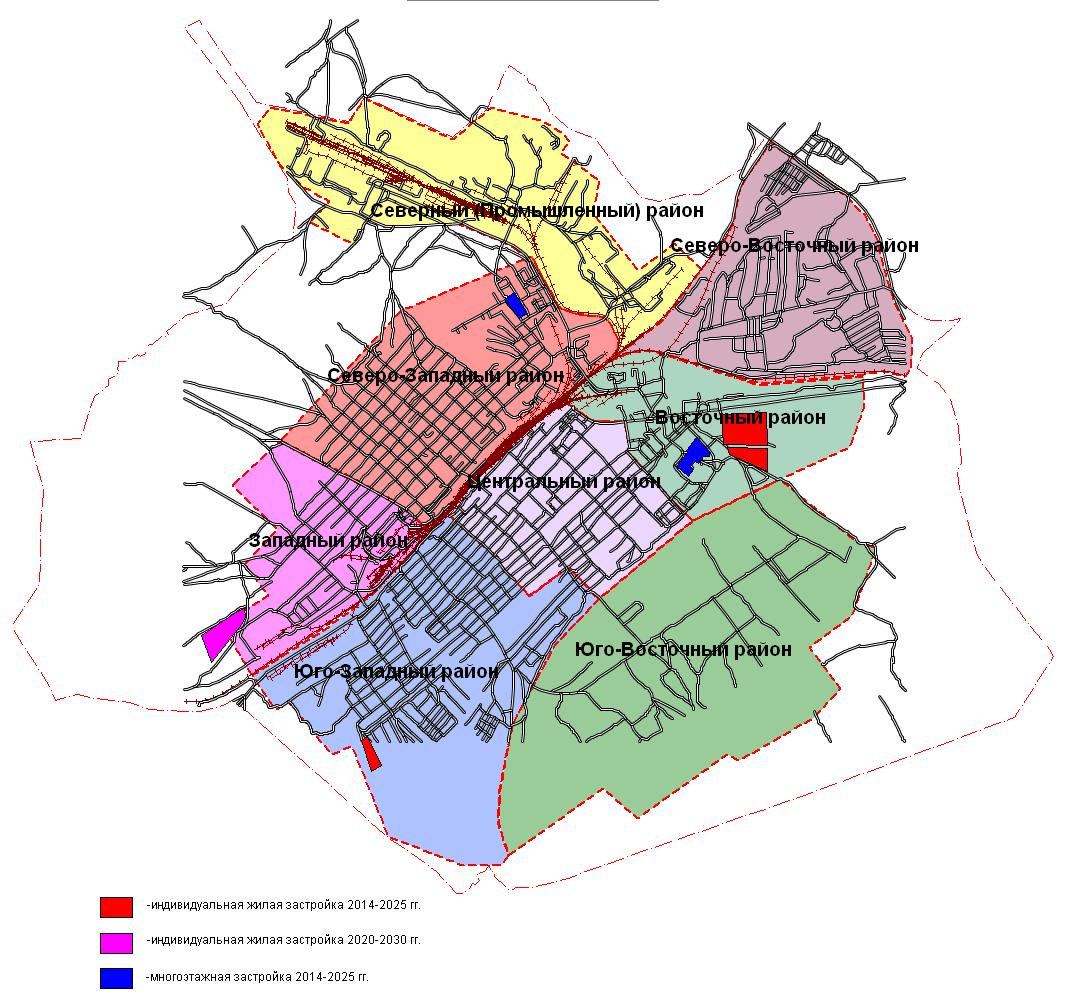 Северный (Промышленный) район
Северо-Восточный район
Северо-Западный район
Восточный район
Центральный район
Западный район
Юго-Восточный район
Юго-Западный район
-индивидуальная жилая застройка 2014-2025 гг.
-индивидуальная жилая застройка 2020-2030 гг.
-многоэтажная застройка 2014-2025 гг.